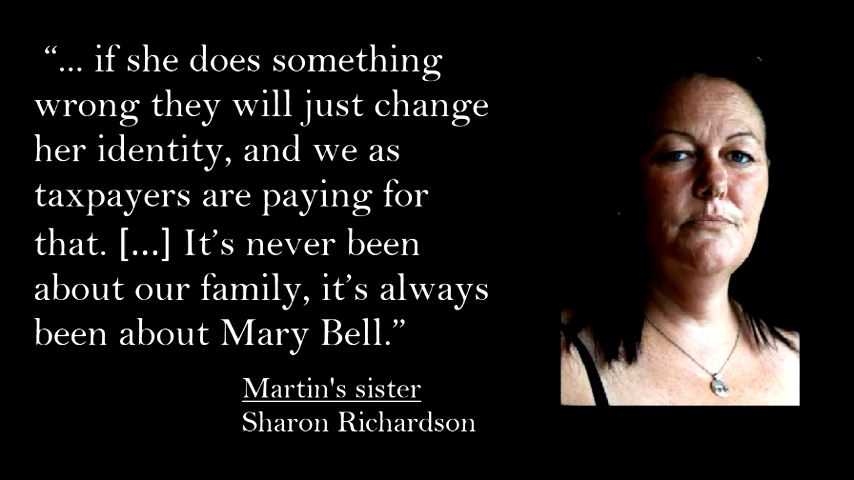 “... if she does something
wrong they will just change
her identity, and we as
taxpayers are paying for
that. [...] It’s never been
about our family, it’s always
been about Mary Bell.”
Martin's sister
Sharon Richardson